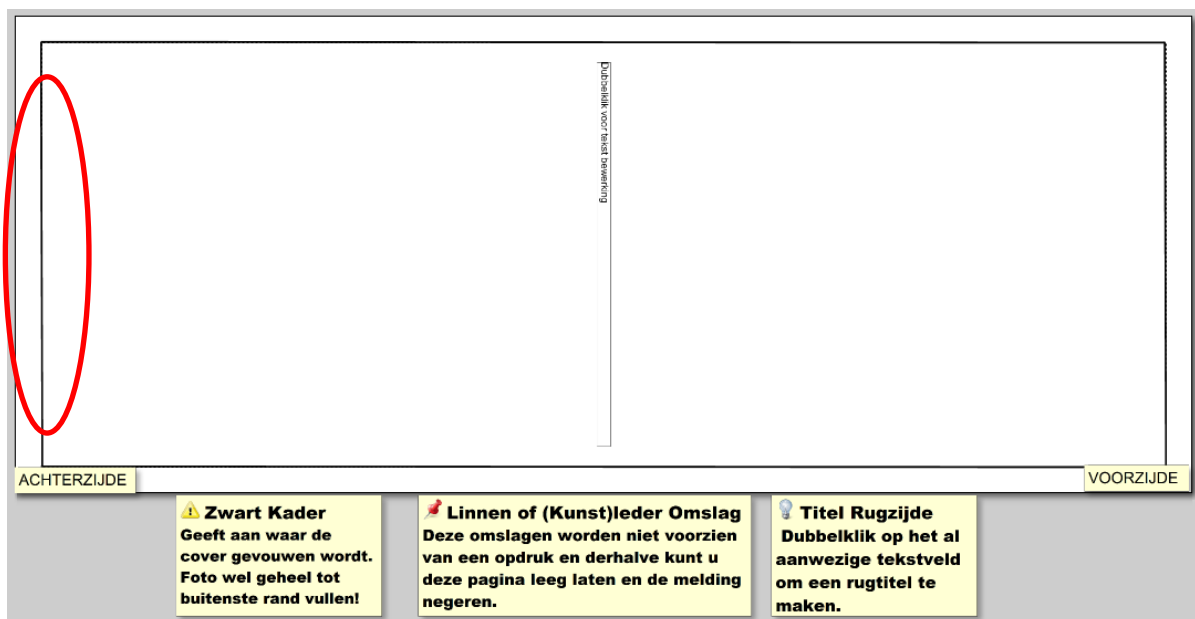 Dubbelklik voor tekst bewerking
ACHTERZIJDE
VOORZIJDE
Zwart Kader
Geeft aan waar de
cover gevouwen wordt.
Foto wel geheel tot
buitenste rand vullen!
Linnen of (Kunst)leder Omslag
Deze omslagen worden niet voorzien
van een opdruk en derhalve kunt u
deze pagina leeg laten en de melding
negeren.
Titel Rugzijde
Dubbelklik op het al
aanwezige tekstveld
om een rugtitel te
maken.